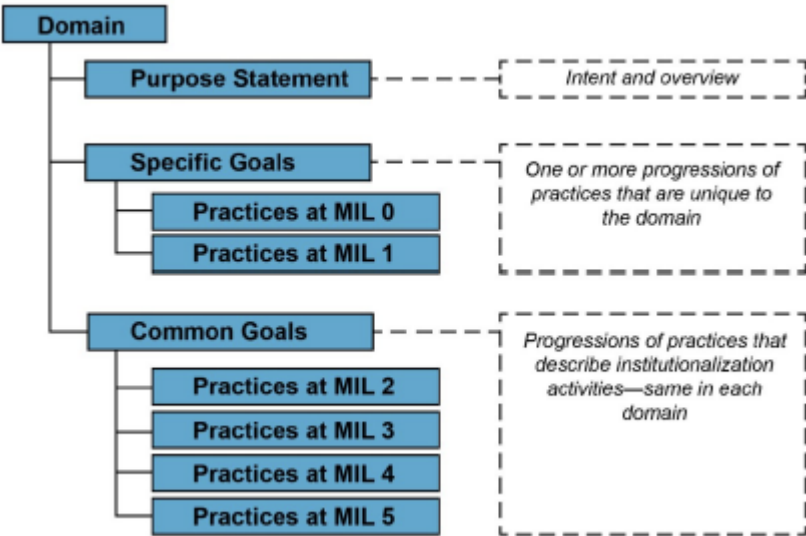 Domain
Purpose Statement
Intent and overview
Specific Goals
One or more progressions of
practices that are unique to
the domain
Practices at MIL 0
Practices at MIL 1
Common Goals
Progressions of practices that
describe institutionalization
activities—same in each
domain
Practices at MIL 2
Practices at MIL 3
Practices at MIL 4
Practices at MIL 5